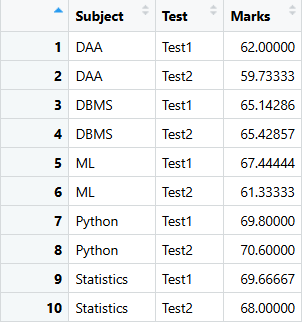 Subject Test Marks
1 DAA Test1 62.00000
2 DAA Test2 59.73333
3 DBMS Test1 65.14286
4 DBMS Test2 65.42857
5 ML Test1 67.44444
6 ML Test2 61.33333
7 Python Test1 69.80000
8 Python Test2 70.60000
9 Statistics Test1 69.66667
10 Statistics Test2 68.00000